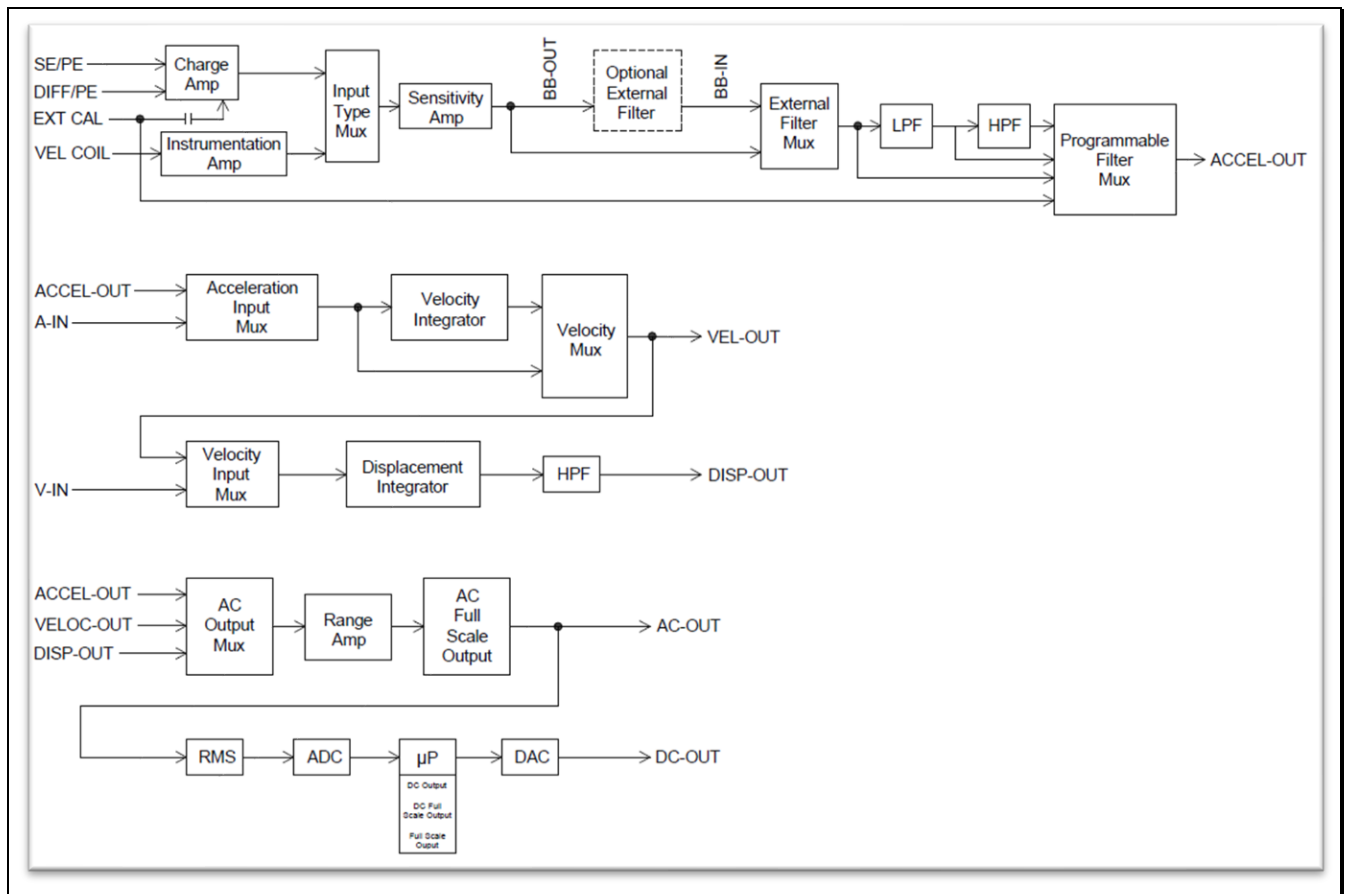 SE/PE
DIFF/PE
EXT CAL
VEL COIL
Charge
Amp
Instrumentation
Amp
Input
Type
Mux
Sensitivity
Amp
BB-OUT
Optional
External
Filter
BB-IN
External
Filter
Mux
LPF
HPF
Programmable
Filter
Mux
ACCEL-OUT
ACCEL-OUT
A-IN
Acceleration
Input
Mux
Velocity
Integrator
Velocity
Mux
VEL-OUT
V-IN
Velocity
Input
Mux
Displacement
Integrator
HPF
DISP-OUT
ACCEL-OUT
VELOC-OUT
DISP-OUT
AC
Output
Mux
Range
Amp
AC
Full
Scale
Output
AC-OUT
RMS
ADC
µP
DC Output
DC Full
Scale Output
Full Scale
Ouput
DAC
DC-OUT